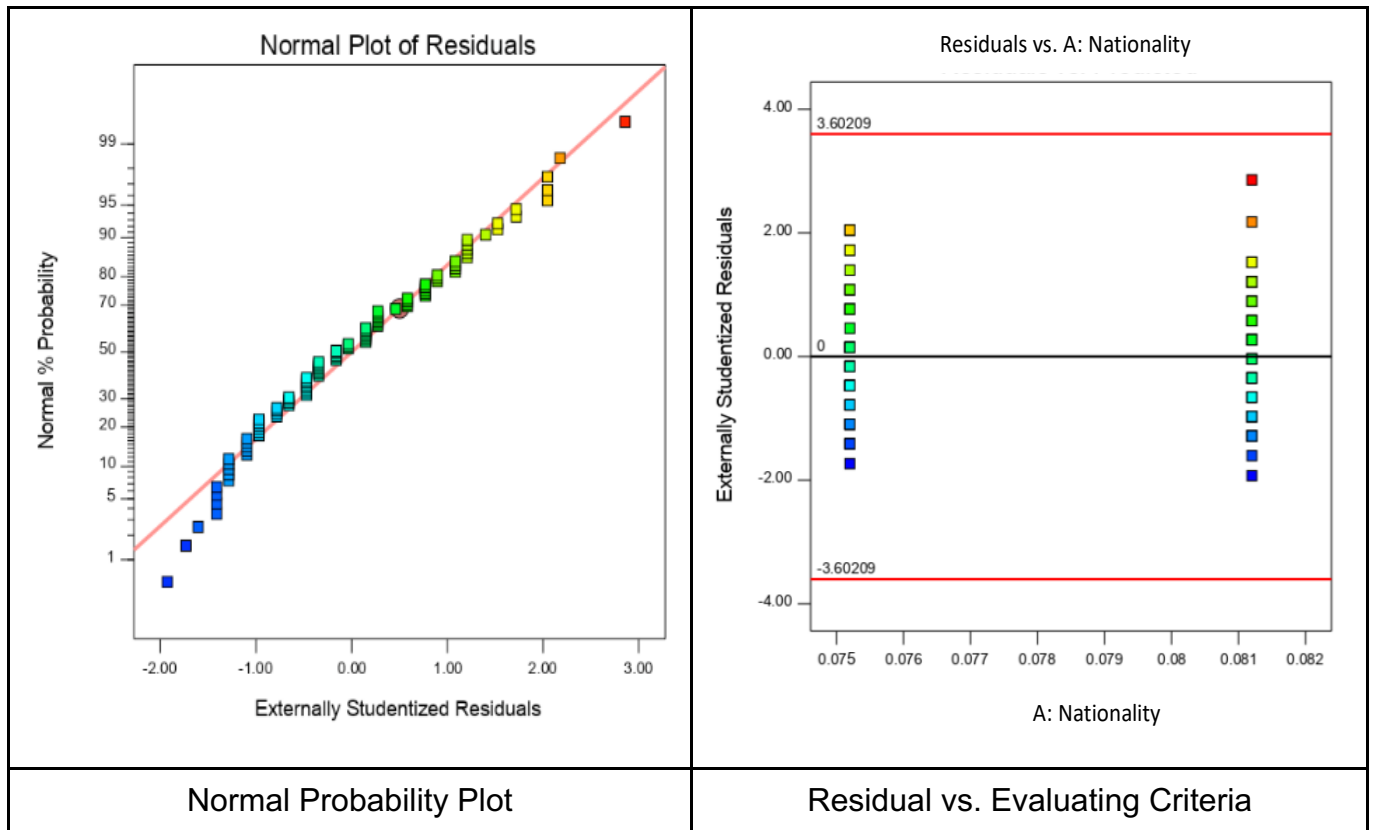 Normal Plot of Residuals
Normal % Probability
99
95
90
80
70
50
30
20
10
5
1
-2.00 -1.00 0.00 1.00 2.00 3.00
Externally Studentized Residuals
Residuals vs. A: Nationality
Externally Studentized Residuals
4.00
3.60209
2.00
0
0.00
-2.00
-3.60209
-4.00
0.075 0.076 0.077 0.078 0.079 0.08 0.081 0.082
A: Nationality
Normal Probability Plot
Residual vs. Evaluating Criteria